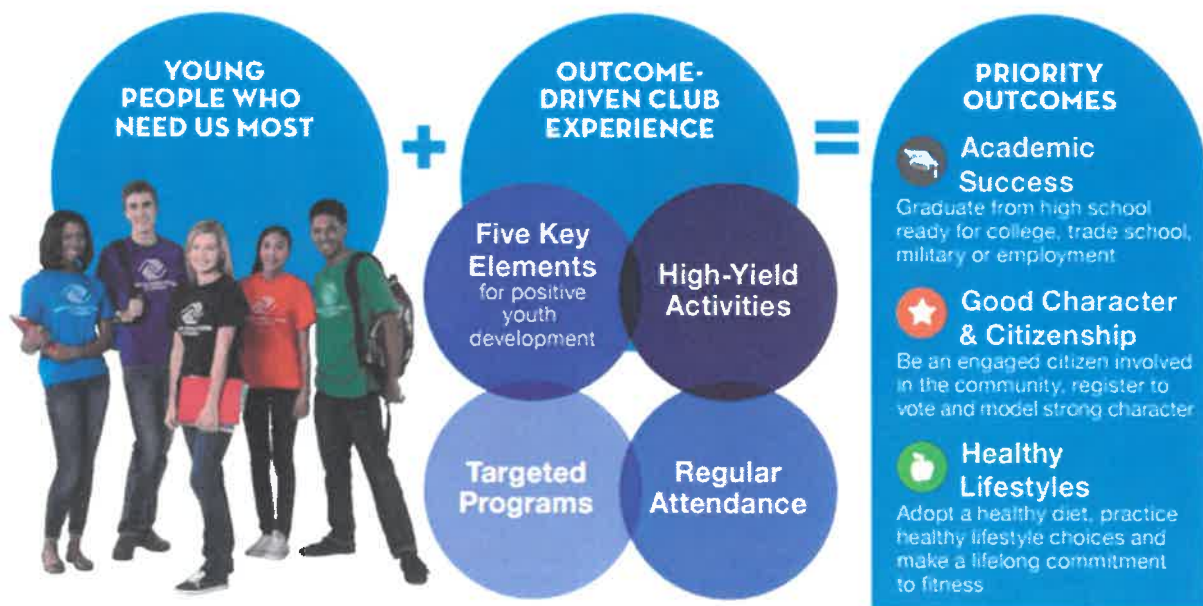 YOUNG
PEOPLE WHO
NEED US MOST
+
OUTCOME-
DRIVEN CLUB
EXPERIENCE
Five Key
Elements
for positive
youth
development
High-Yield
Activities
Targeted
Programs
Regular
Attendance
=
PRIORITY
OUTCOMES
Academic
Success
Graduate from high school
ready for college, trade school,
military or employment
Good Character
& Citizenship
Be an engaged citizen involved
in the community, register to
vote and model strong character
Healthy
Lifestyles
Adopt a healthy diet, practice
healthy lifestyle choices and
make a lifelong commitment
to fitness